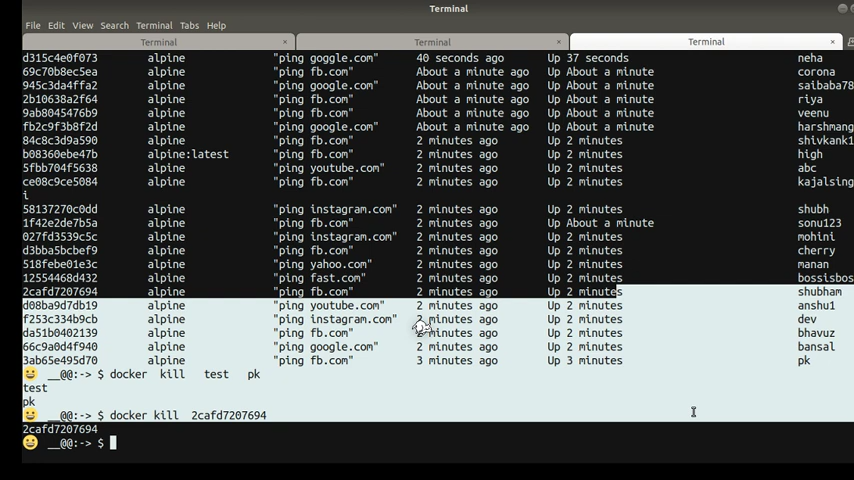 Terminal
File Edit View Search Terminal Tabs Help
Terminal × Terminal × Terminal ×
d315c4e0f073 alpine "ping goggle.com" 40 seconds ago Up 37 seconds neha
69c70b8ec5ea alpine "ping fb.com" About a minute ago Up About a minute corona
945c3da4ffa2 alpine "ping google.com" About a minute ago Up About a minute saibaba78
2b10638a2f64 alpine "ping fb.com" About a minute ago Up About a minute riya
9ab8045476b9 alpine "ping fb.com" About a minute ago Up About a minute veenu
fb2c9f3b8f2d alpine "ping google.com" About a minute ago Up About a minute harshmang
84c8c3d9a590 alpine "ping fb.com" 2 minutes ago Up 2 minutes shivkank1
b08360ebe47b alpine:latest "ping fb.com" 2 minutes ago Up 2 minutes high
5fbb704f5638 alpine "ping youtube.com" 2 minutes ago Up 2 minutes abc
ce08c9ce5084 alpine "ping fb.com" 2 minutes ago Up 2 minutes kajalsing
i
58137270c0dd alpine "ping instagram.com" 2 minutes ago Up 2 minutes shubh
1f42e2de7b5a alpine "ping fb.com" 2 minutes ago Up About a minute sonu123
027fd3539c5c alpine "ping instagram.com" 2 minutes ago Up 2 minutes mohini
d3bba5bcbef9 alpine "ping fb.com" 2 minutes ago Up 2 minutes cherry
518febe01e3c alpine "ping yahoo.com" 2 minutes ago Up 2 minutes manan
12554468d432 alpine "ping fast.com" 2 minutes ago Up 2 minutes bossisbos
2cafd7207694 alpine "ping fb.com" 2 minutes ago Up 2 minutes shubham
d08ba9d7db19 alpine "ping youtube.com" 2 minutes ago Up 2 minutes anshu1
f253c334b9cb alpine "ping instagram.com" 2 minutes ago Up 2 minutes dev
da51b0402139 alpine "ping fb.com" 2 minutes ago Up 2 minutes bhavuz
66c9a0d4f940 alpine "ping google.com" 2 minutes ago Up 2 minutes bansal
3ab65e495d70 alpine "ping fb.com" 3 minutes ago Up 3 minutes pk
😀 __@@:-> $ docker kill test pk
test
pk
😀 __@@:-> $ docker kill 2cafd7207694
2cafd7207694
😀 __@@:-> $